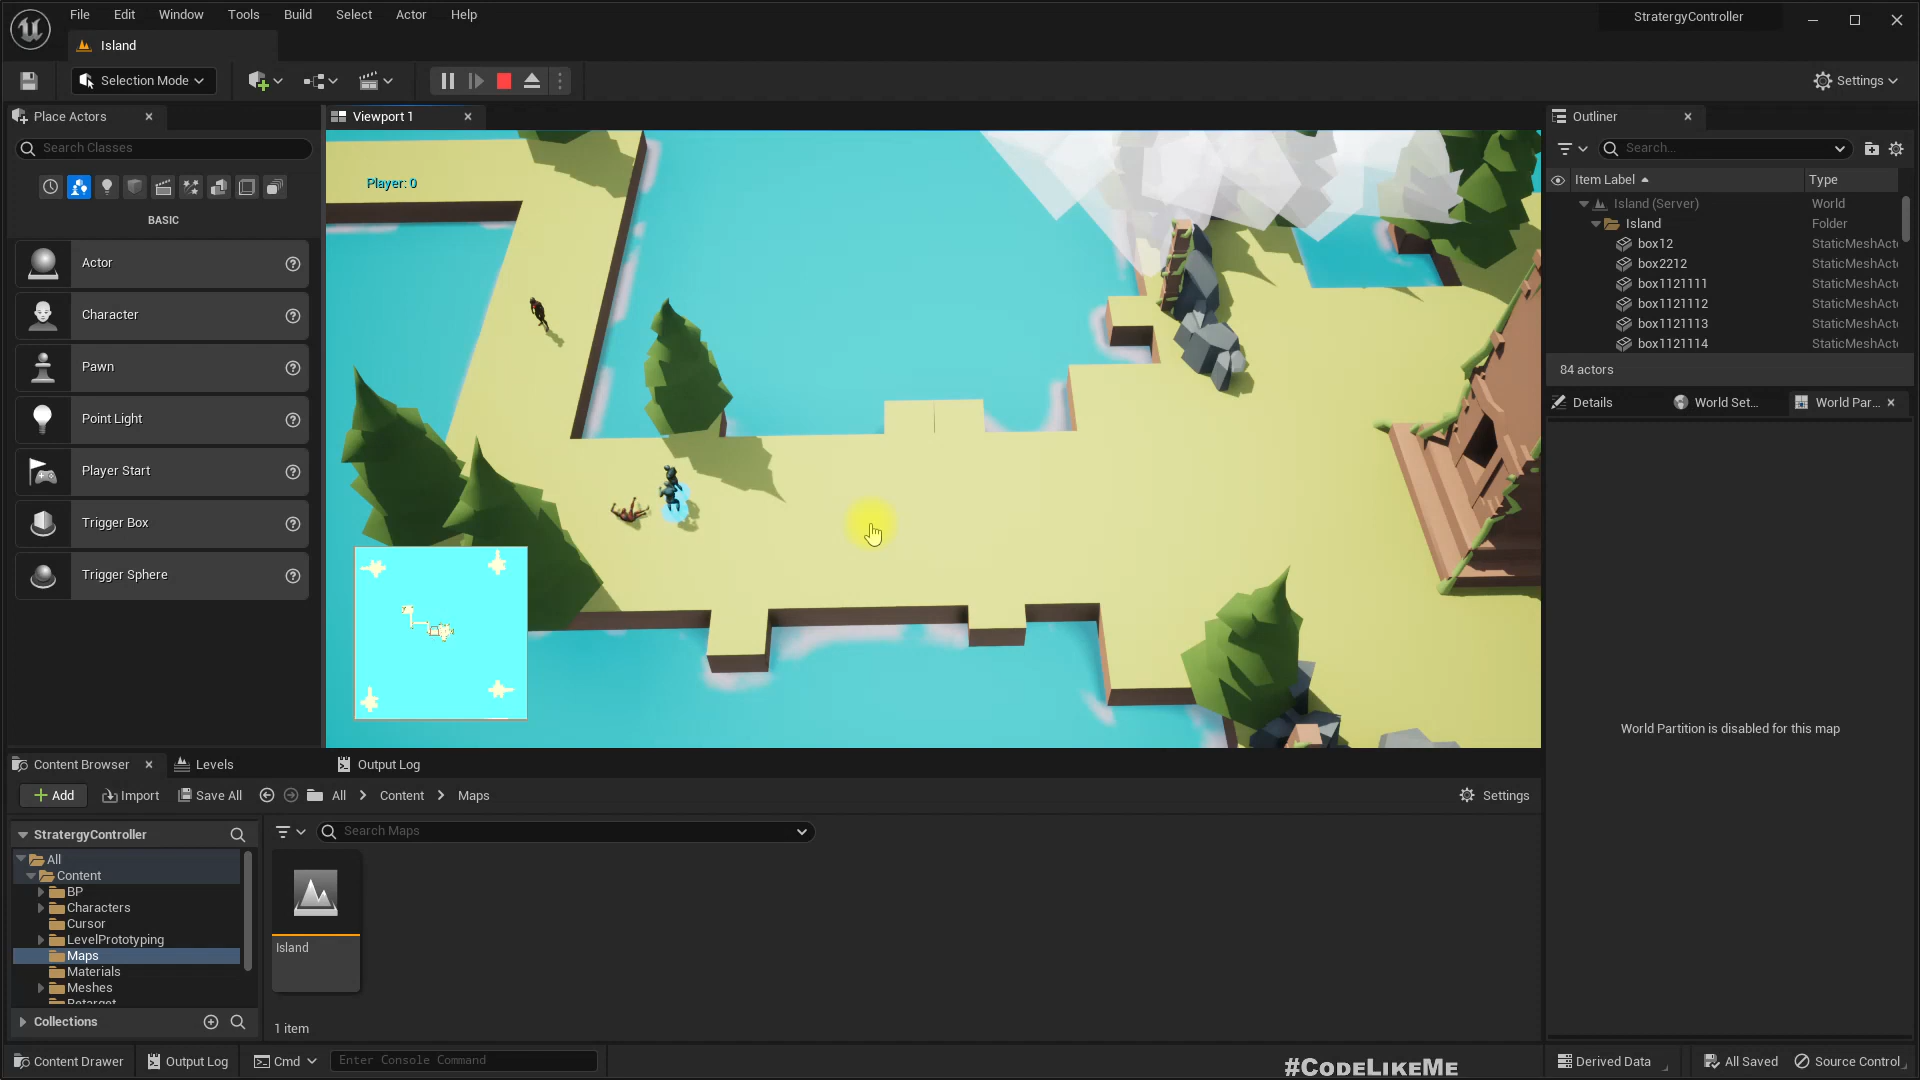 File Edit Window Tools Build Select Actor Help
StratergyController
Island
Selection Mode
Settings
Place Actors
Viewport 1
Outliner
Search Classes
Search...
Item Label
Type
BASIC
Player: 0
Island (Server) World
Island Folder
box12 StaticMeshActo
box2212 StaticMeshActo
box1121111 StaticMeshActo
box1121112 StaticMeshActo
box1121113 StaticMeshActo
box1121114 StaticMeshActo
84 actors
Actor
Character
Pawn
Point Light
Player Start
Trigger Box
Trigger Sphere
Details
World Set...
World Par...
World Partition is disabled for this map
Content Browser
Levels
Output Log
Add
Import
Save All
All
Content
Maps
Settings
StratergyController
Search Maps
All
Content
BP
Characters
Cursor
LevelPrototyping
Maps
Materials
Meshes
Retarget
Island
Collections
1 item
Content Drawer
Output Log
Cmd
Enter Console Command
#CodeLikeMe
Derived Data
All Saved
Source Control